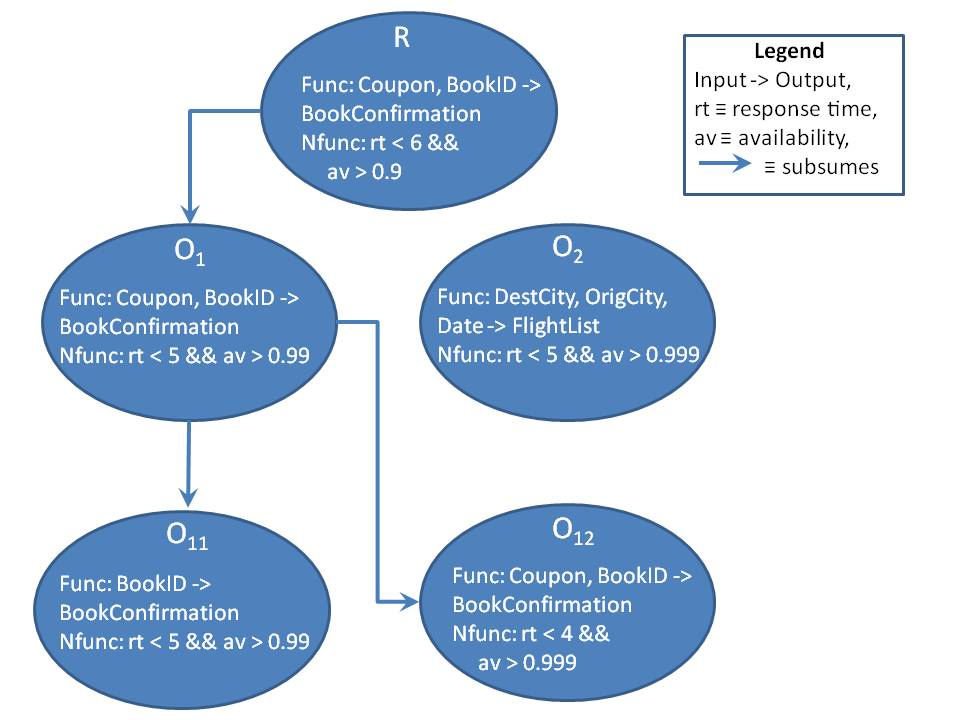 R
Func: Coupon, BookID ->
BookConfirmation
Nfunc: rt < 6 &&
av > 0.9
Legend
Input -> Output,
rt ≡ response time,
av ≡ availability,
≡ subsumes
O1
Func: Coupon, BookID ->
BookConfirmation
Nfunc: rt < 5 && av > 0.99
O2
Func: DestCity, OrigCity,
Date -> FlightList
Nfunc: rt < 5 && av > 0.999
O11
Func: BookID ->
BookConfirmation
Nfunc: rt < 5 && av > 0.99
O12
Func: Coupon, BookID ->
BookConfirmation
Nfunc: rt < 4 &&
av > 0.999